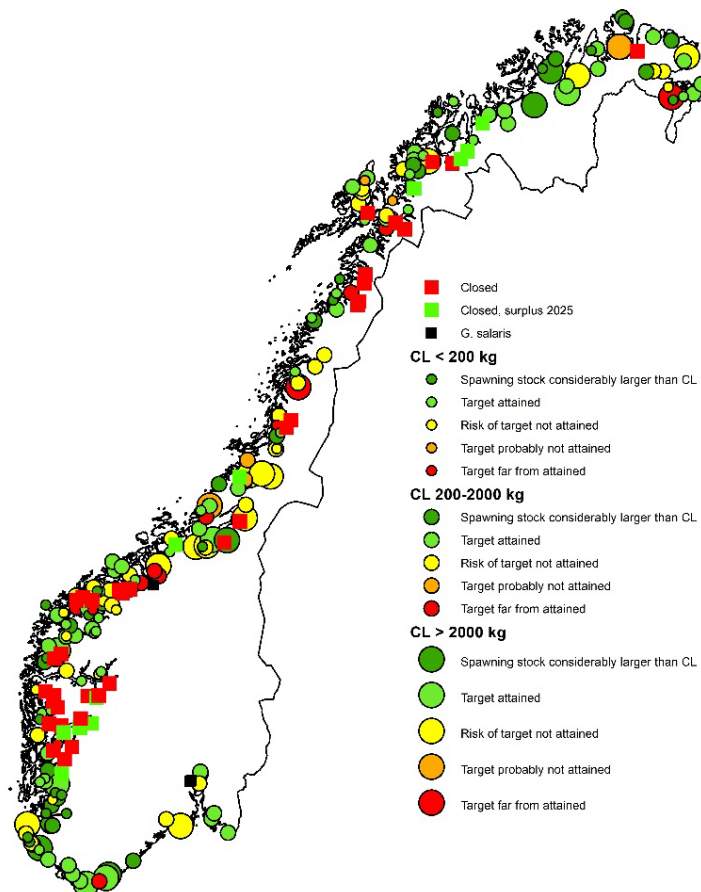 Closed
Closed, surplus 2025
G. salaris
CL < 200 kg
Spawning stock considerably larger than CL
Target attained
Risk of target not attained
Target probably not attained
Target far from attained
CL 200-2000 kg
Spawning stock considerably larger than CL
Target attained
Risk of target not attained
Target probably not attained
Target far from attained
CL > 2000 kg
Spawning stock considerably larger than CL
Target attained
Risk of target not attained
Target probably not attained
Target far from attained